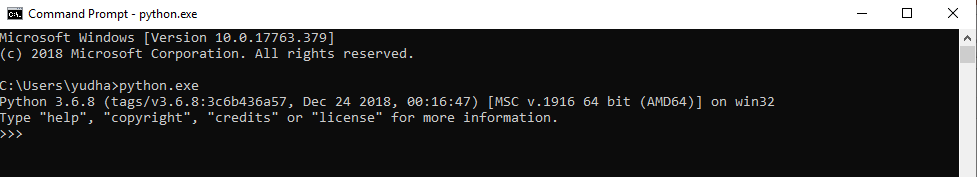 Command Prompt - python.exe
Microsoft Windows [Version 10.0.17763.379]
(c) 2018 Microsoft Corporation. All rights reserved.
C:\Users\yudha>python.exe
Python 3.6.8 (tags/v3.6.8:3c6b436a57, Dec 24 2018, 00:16:47) [MSC v.1916 64 bit (AMD64)] on win32
Type "help", "copyright", "credits" or "license" for more information.
>>>